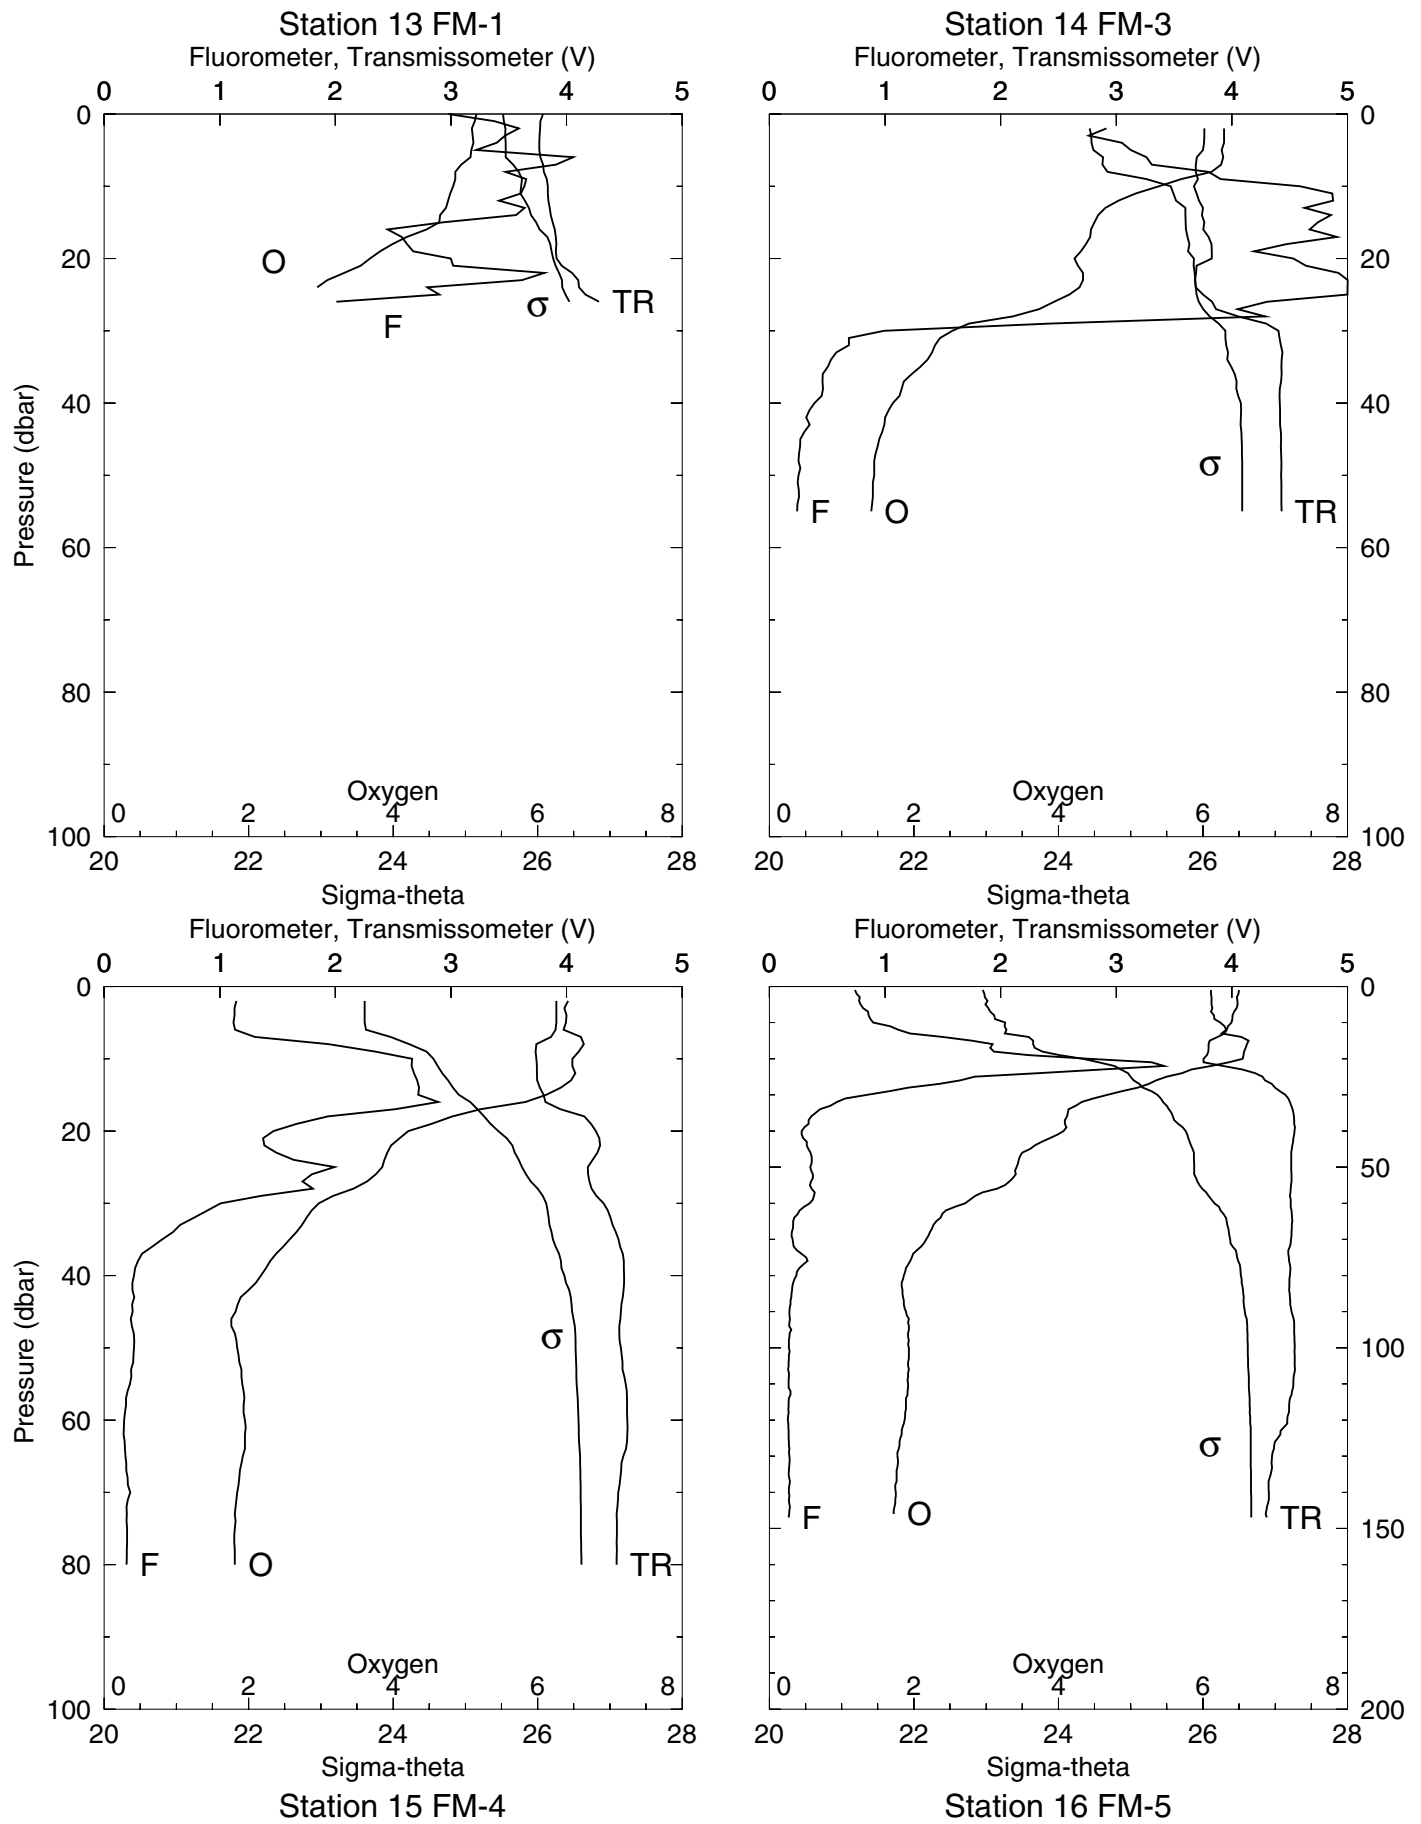 Station 13 FM-1
Fluorometer, Transmissometer (V)
0 1 2 3 4 5
0
20
40
60
80
100
Pressure (dbar)
O
F
σ
TR
Oxygen
0 2 4 6 8
20 22 24 26 28
Sigma-theta
Station 14 FM-3
Fluorometer, Transmissometer (V)
0 1 2 3 4 5
0
20
40
60
80
100
F
O
σ
TR
Oxygen
0 2 4 6 8
20 22 24 26 28
Sigma-theta
Fluorometer, Transmissometer (V)
0 1 2 3 4 5
0
20
40
60
80
100
Pressure (dbar)
σ
F
O
TR
Oxygen
0 2 4 6 8
20 22 24 26 28
Sigma-theta
Station 15 FM-4
Fluorometer, Transmissometer (V)
0 1 2 3 4 5
0
50
100
150
200
σ
F
O
TR
Oxygen
0 2 4 6 8
20 22 24 26 28
Sigma-theta
Station 16 FM-5